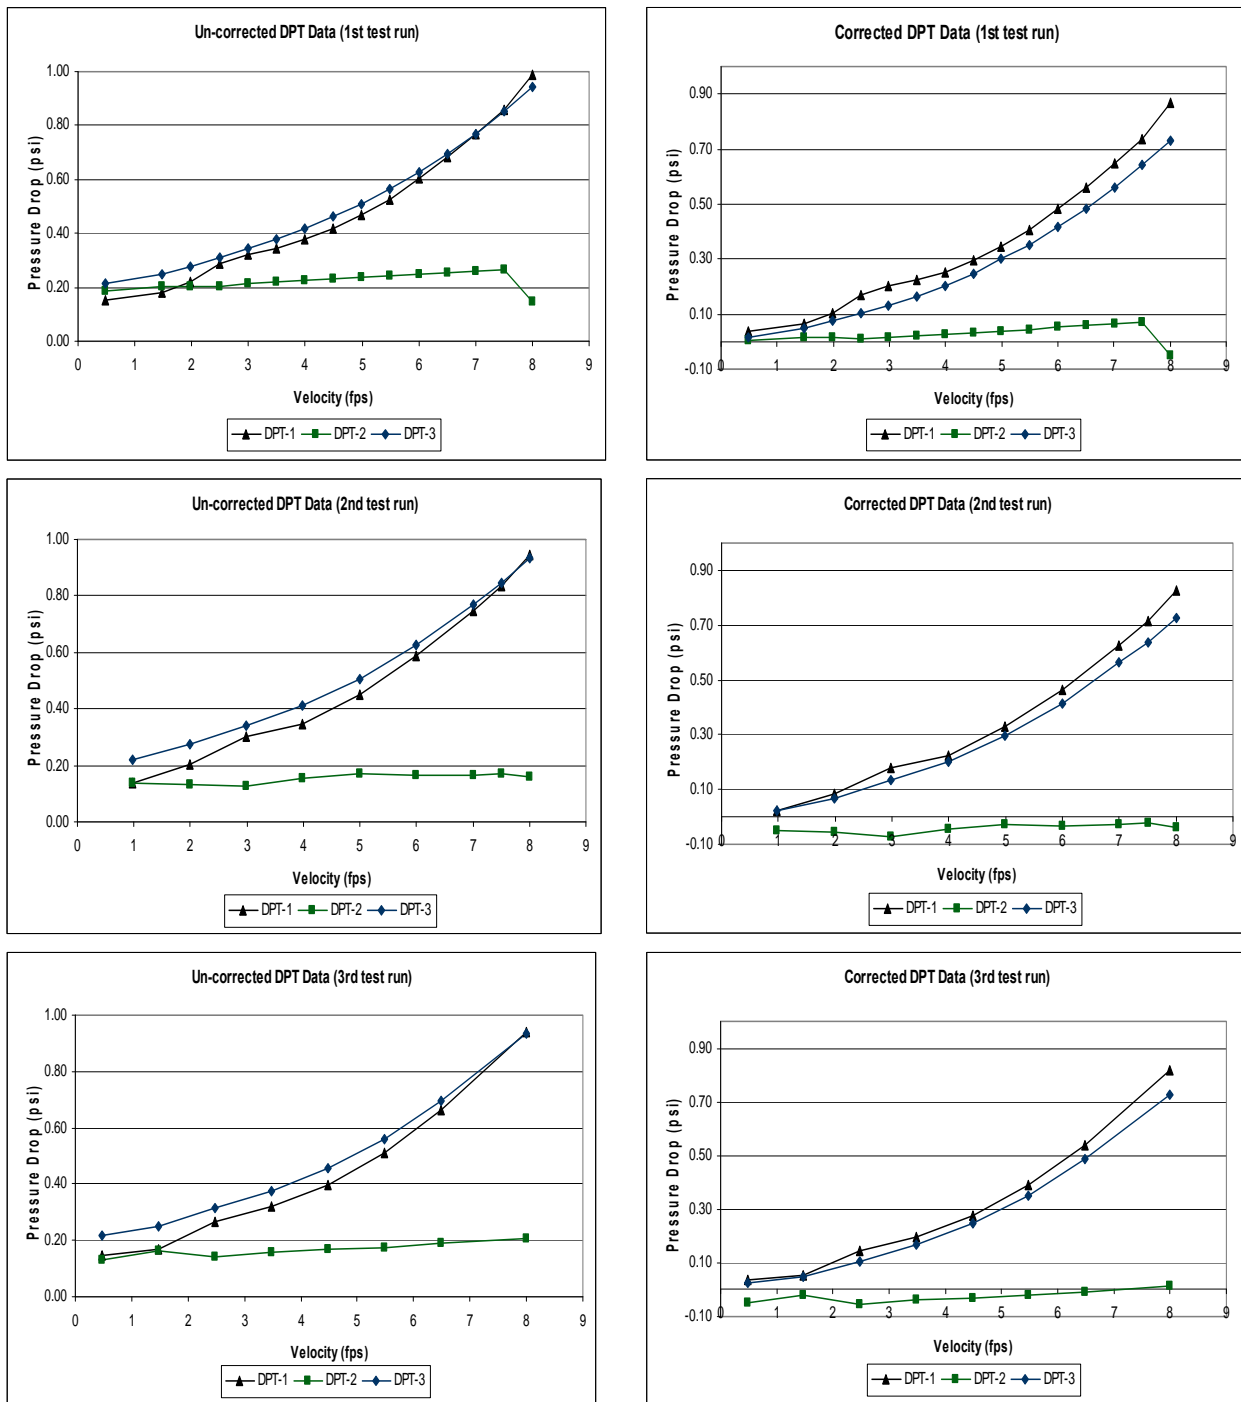 Un-corrected DPT Data (1st test run)
Pressure Drop (psi)
1.00
0.80
0.60
0.40
0.20
0.00
0 1 2 3 4 5 6 7 8 9
Velocity (fps)
DPT-1 DPT-2 DPT-3
Corrected DPT Data (1st test run)
Pressure Drop (psi)
0.90
0.70
0.50
0.30
0.10
-0.10
0 1 2 3 4 5 6 7 8 9
Velocity (fps)
DPT-1 DPT-2 DPT-3
Un-corrected DPT Data (2nd test run)
Pressure Drop (psi)
1.00
0.80
0.60
0.40
0.20
0.00
0 1 2 3 4 5 6 7 8 9
Velocity (fps)
DPT-1 DPT-2 DPT-3
Corrected DPT Data (2nd test run)
Pressure Drop (psi)
0.90
0.70
0.50
0.30
0.10
-0.10
0 1 2 3 4 5 6 7 8 9
Velocity (fps)
DPT-1 DPT-2 DPT-3
Un-corrected DPT Data (3rd test run)
Pressure Drop (psi)
1.00
0.80
0.60
0.40
0.20
0.00
0 1 2 3 4 5 6 7 8 9
Velocity (fps)
DPT-1 DPT-2 DPT-3
Corrected DPT Data (3rd test run)
Pressure Drop (psi)
0.90
0.70
0.50
0.30
0.10
-0.10
0 1 2 3 4 5 6 7 8 9
Velocity (fps)
DPT-1 DPT-2 DPT-3